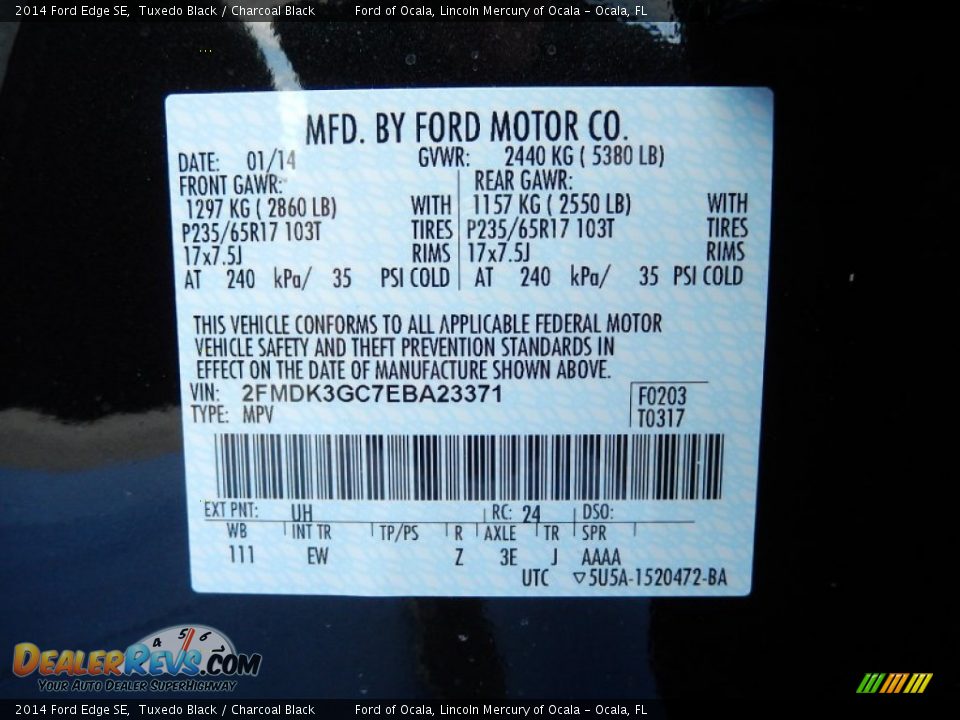 2014 Ford Edge SE, Tuxedo Black / Charcoal Black Ford of Ocala, Lincoln Mercury of Ocala - Ocala, FL
MFD. BY FORD MOTOR CO.
DATE: 01/14 GVWR: 2440 KG ( 5380 LB)
FRONT GAWR: REAR GAWR:
1297 KG ( 2860 LB) WITH 1157 KG ( 2550 LB) WITH
P235/65R17 103T TIRES P235/65R17 103T TIRES
17x7.5J RIMS 17x7.5J RIMS
AT 240 kPa/ 35 PSI COLD AT 240 kPa/ 35 PSI COLD
THIS VEHICLE CONFORMS TO ALL APPLICABLE FEDERAL MOTOR
VEHICLE SAFETY AND THEFT PREVENTION STANDARDS IN
EFFECT ON THE DATE OF MANUFACTURE SHOWN ABOVE.
VIN: 2FMDK3GC7EBA23371 F0203
TYPE: MPV T0317
EXT PNT: UH RC: 24 DSO:
WB INT TR TP/PS R AXLE TR SPR
111 EW Z 3E J AAAA
UTC ▽5U5A-1520472-BA
4 5 6
DEALERREVS.COM
YOUR AUTO DEALER SUPERHIGHWAY
2014 Ford Edge SE, Tuxedo Black / Charcoal Black Ford of Ocala, Lincoln Mercury of Ocala - Ocala, FL